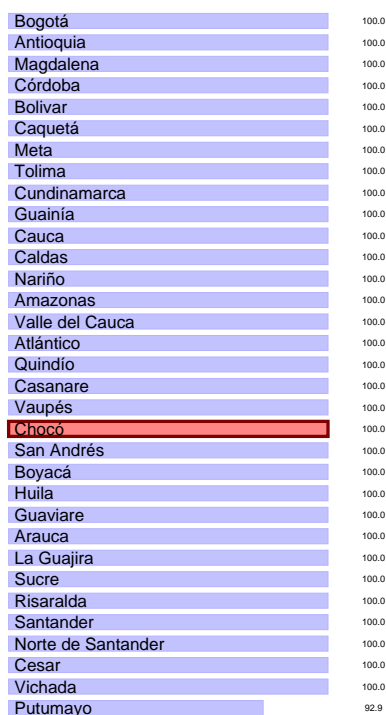 Bogotá 100.0
Antioquia 100.0
Magdalena 100.0
Córdoba 100.0
Bolivar 100.0
Caquetá 100.0
Meta 100.0
Tolima 100.0
Cundinamarca 100.0
Guainía 100.0
Cauca 100.0
Caldas 100.0
Nariño 100.0
Amazonas 100.0
Valle del Cauca 100.0
Atlántico 100.0
Quindío 100.0
Casanare 100.0
Vaupés 100.0
Chocó 100.0
San Andrés 100.0
Boyacá 100.0
Huila 100.0
Guaviare 100.0
Arauca 100.0
La Guajira 100.0
Sucre 100.0
Risaralda 100.0
Santander 100.0
Norte de Santander 100.0
Cesar 100.0
Vichada 100.0
Putumayo 92.9